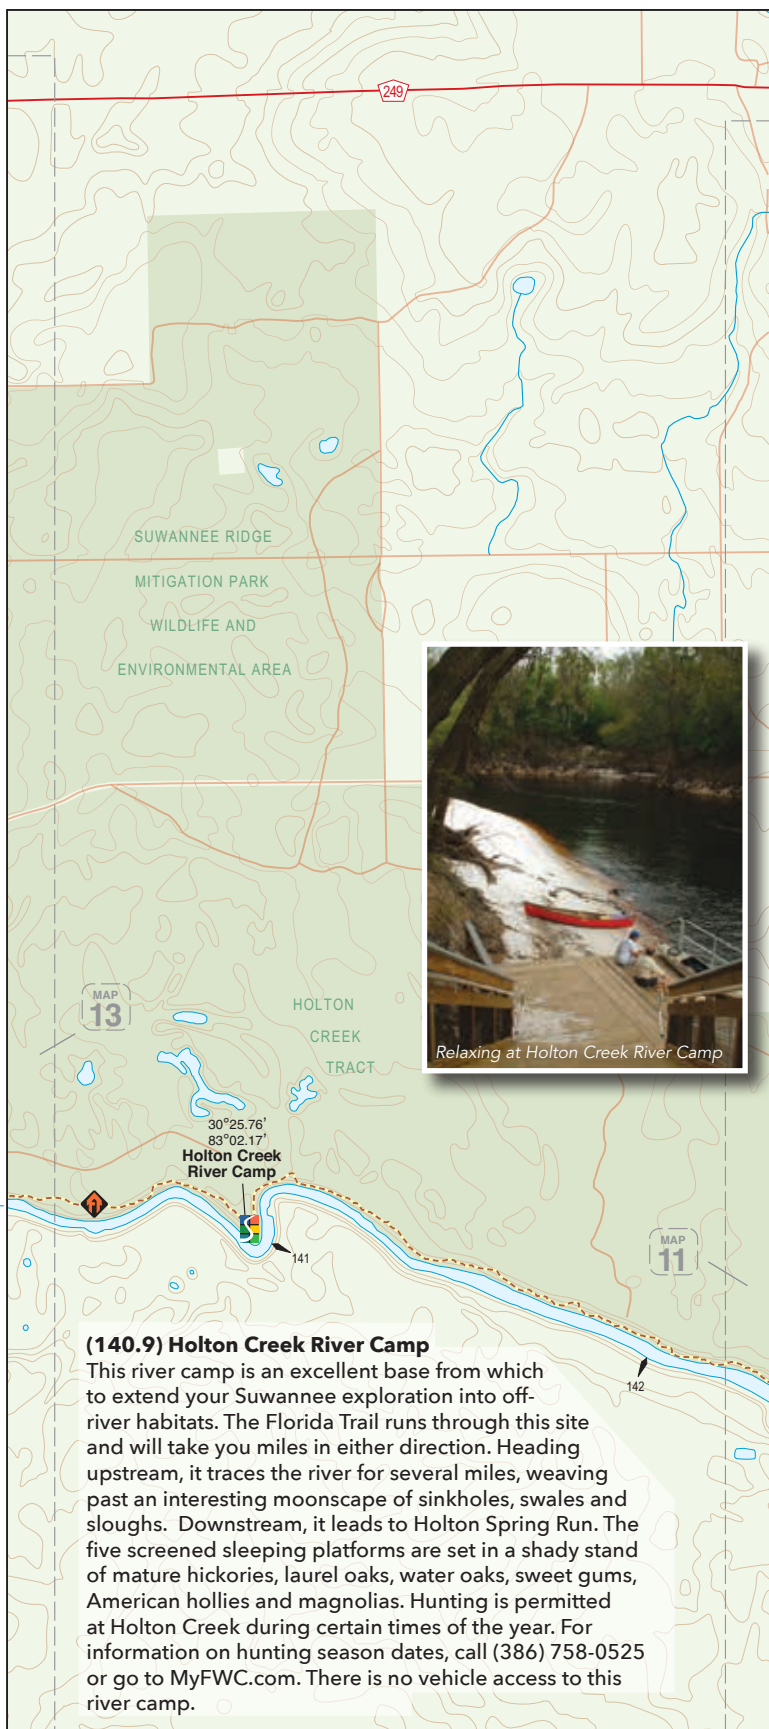 249
SUWANNEE RIDGE
MITIGATION PARK
WILDLIFE AND
ENVIRONMENTAL AREA
Relaxing at Holton Creek River Camp
MAP
13
HOLTON
CREEK
TRACT
30°25.76’
83°02.17’
Holton Creek
River Camp
S
141
MAP
11
142
(140.9) Holton Creek River Camp
This river camp is an excellent base from which
to extend your Suwannee exploration into off-
river habitats. The Florida Trail runs through this site
and will take you miles in either direction. Heading
upstream, it traces the river for several miles, weaving
past an interesting moonscape of sinkholes, swales and
sloughs.  Downstream, it leads to Holton Spring Run. The
five screened sleeping platforms are set in a shady stand
of mature hickories, laurel oaks, water oaks, sweet gums,
American hollies and magnolias. Hunting is permitted
at Holton Creek during certain times of the year. For
information on hunting season dates, call (386) 758-0525
or go to MyFWC.com. There is no vehicle access to this
river camp.